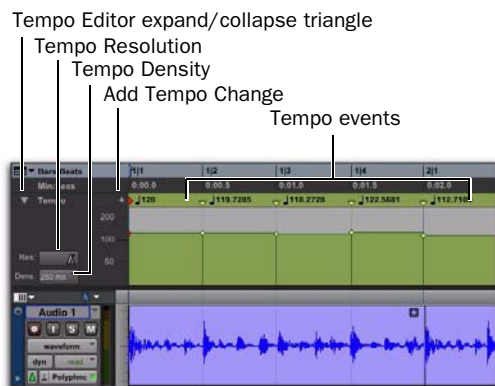 Tempo Editor expand/collapse triangle
Tempo Resolution
Tempo Density
Add Tempo Change
Tempo events
Bars|Beats 1|1 1|2 1|3 1|4 2|1
Min:Secs 0:00.0 0:00.5 0:01.0 0:01.5 0:02.0
Tempo 120 119.7285 118.2728 122.5681 112.710
200
100
Res:
50
Dens: 250 ms
Audio 1
I S M
waveform
dyn read
Polyphnc